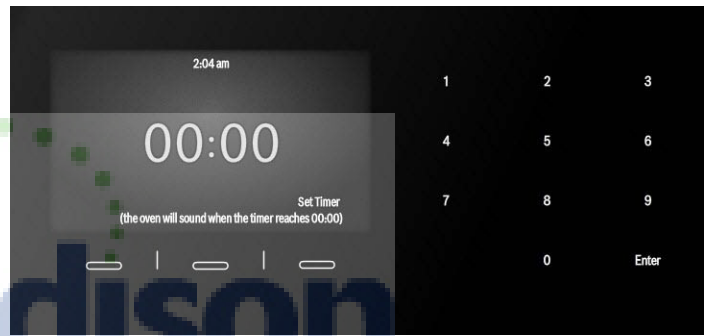 2:04 am
1 2 3
00:00
4 5 6
Set Timer
(the oven will sound when the timer reaches 00:00)
7 8 9
0 Enter
dison